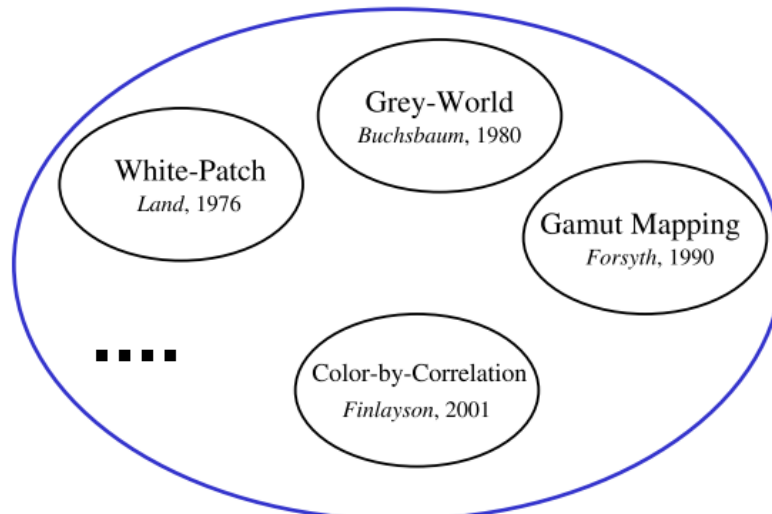 Grey-World
Buchsbaum, 1980
White-Patch
Land, 1976
Gamut Mapping
Forsyth, 1990
Color-by-Correlation
Finlayson, 2001